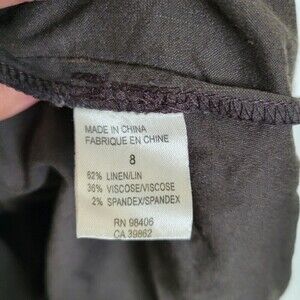 MADE IN CHINA
FABRIQUE EN CHINE
8
62% LINEN/LIN
36% VISCOSE/VISCOSE
2% SPANDEX/SPANDEX
RN 98406
CA 39862